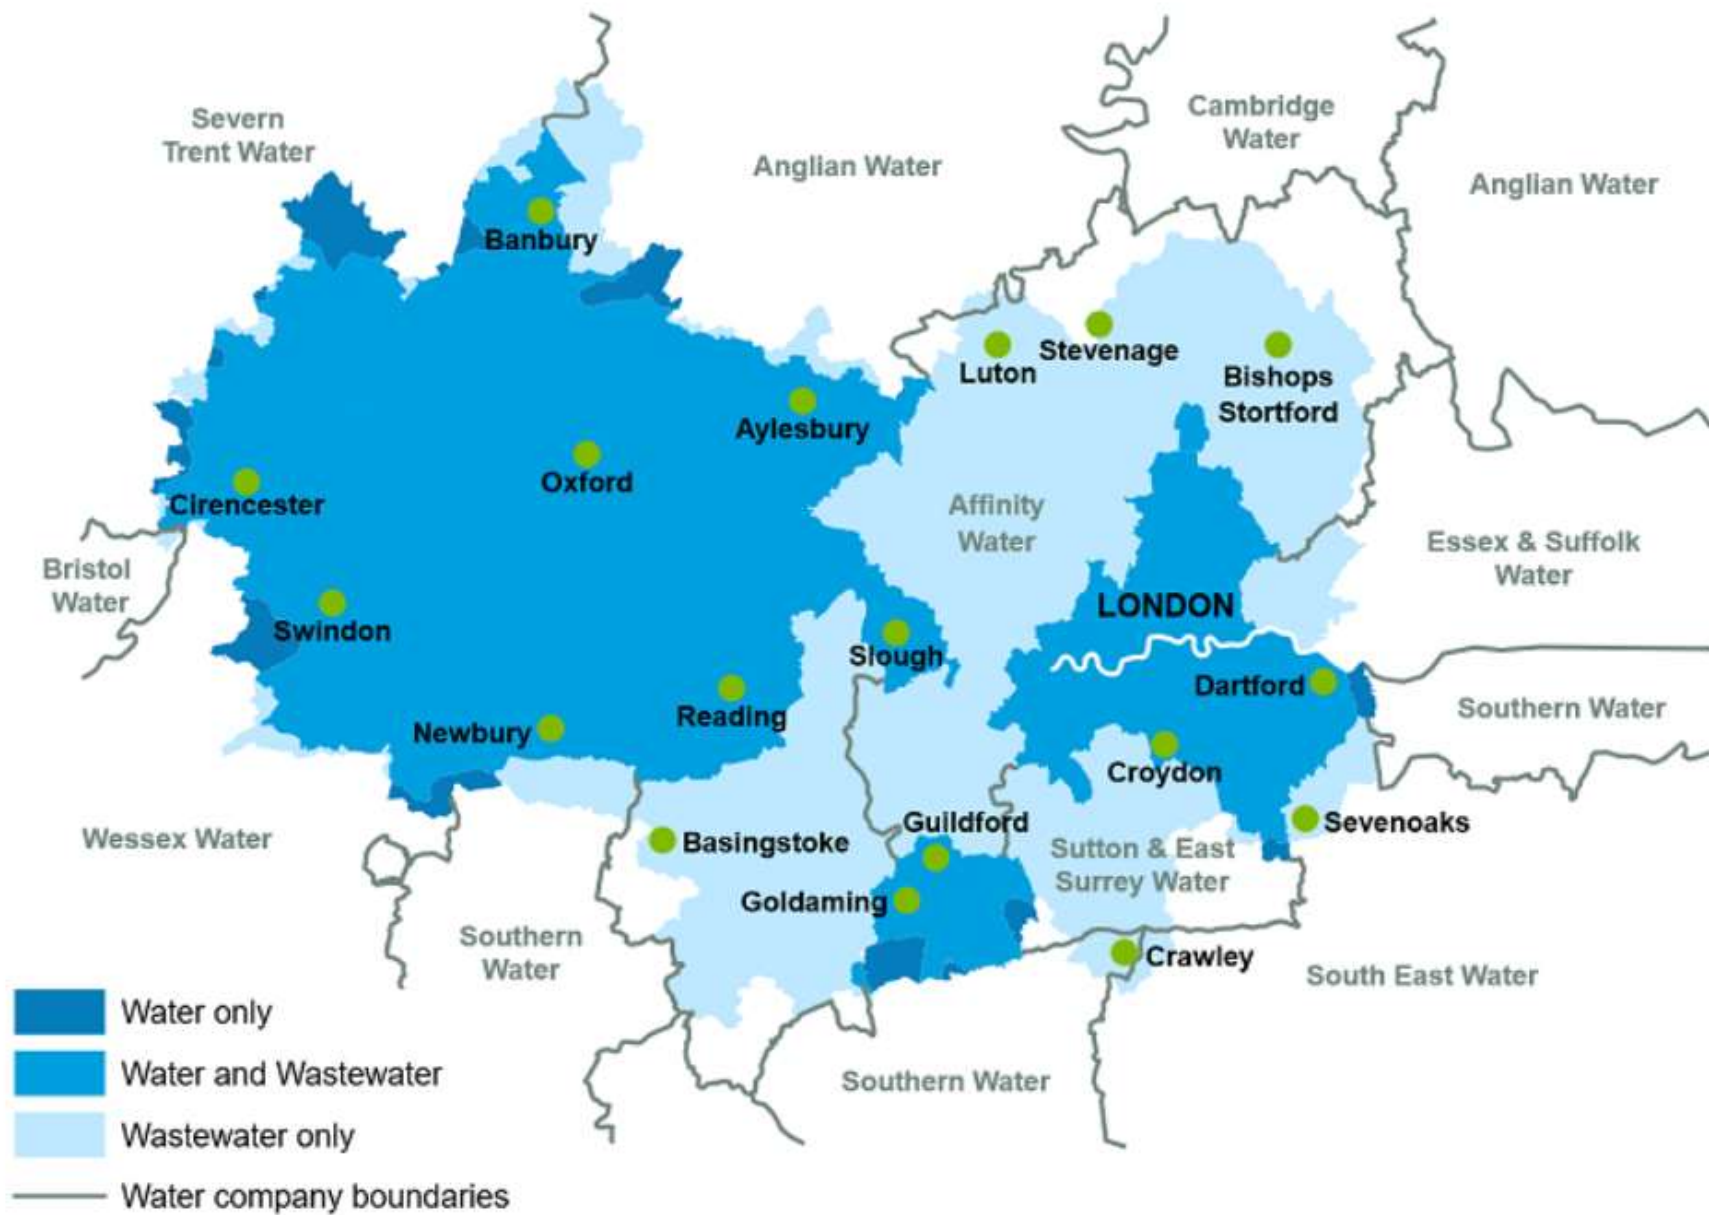 Severn
Trent Water
Anglian Water
Cambridge
Water
Anglian Water
Banbury
Luton
Stevenage
Bishops
Stortford
Aylesbury
Oxford
Cirencester
Affinity
Water
Bristol
Water
Essex & Suffolk
Water
LONDON
Swindon
Slough
Dartford
Reading
Newbury
Southern Water
Croydon
Guildford
Sevenoaks
Wessex Water
Basingstoke
Sutton & East
Surrey Water
Goldaming
Southern
Water
Crawley
South East Water
Southern Water
Water only
Water and Wastewater
Wastewater only
Water company boundaries